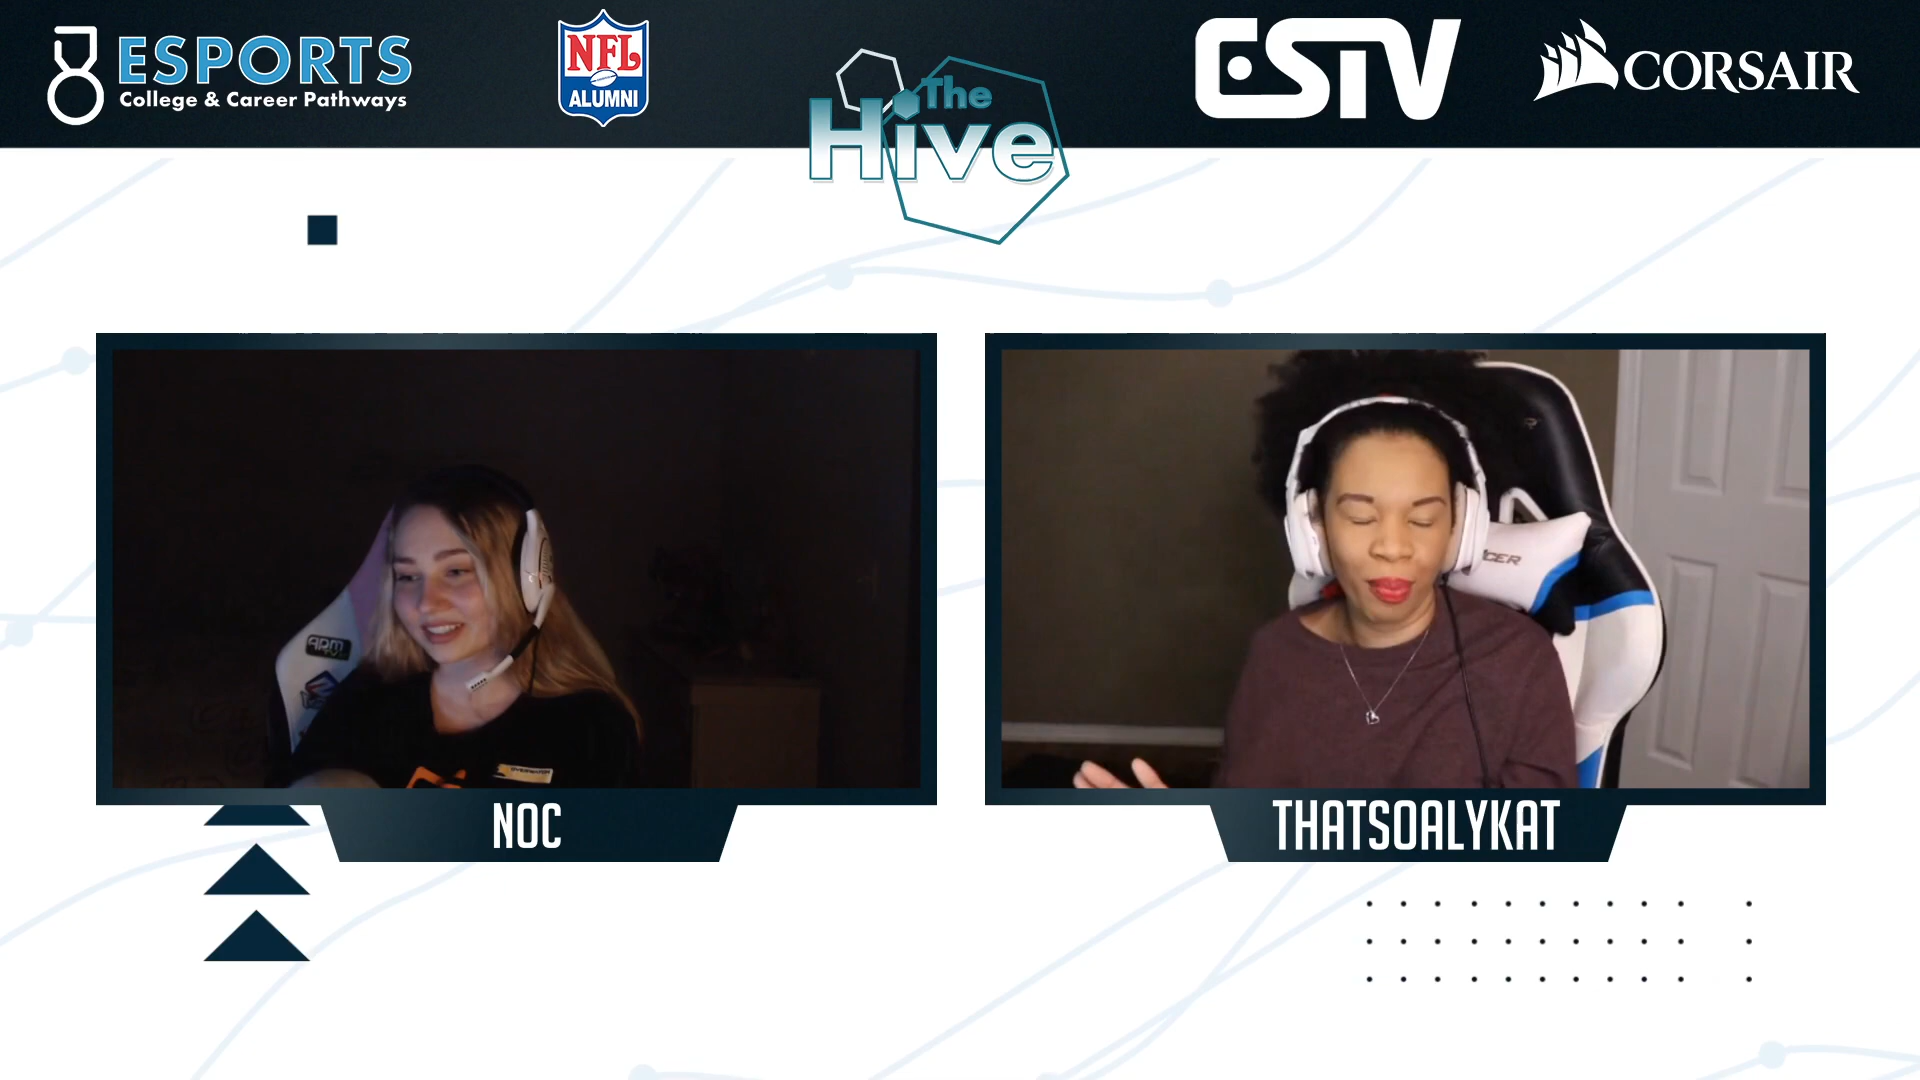 ESPORTS
College & Career Pathways
NFL
ALUMNI
The
Hive
ESTV
CORSAIR
NOC
THATSOALYKAT